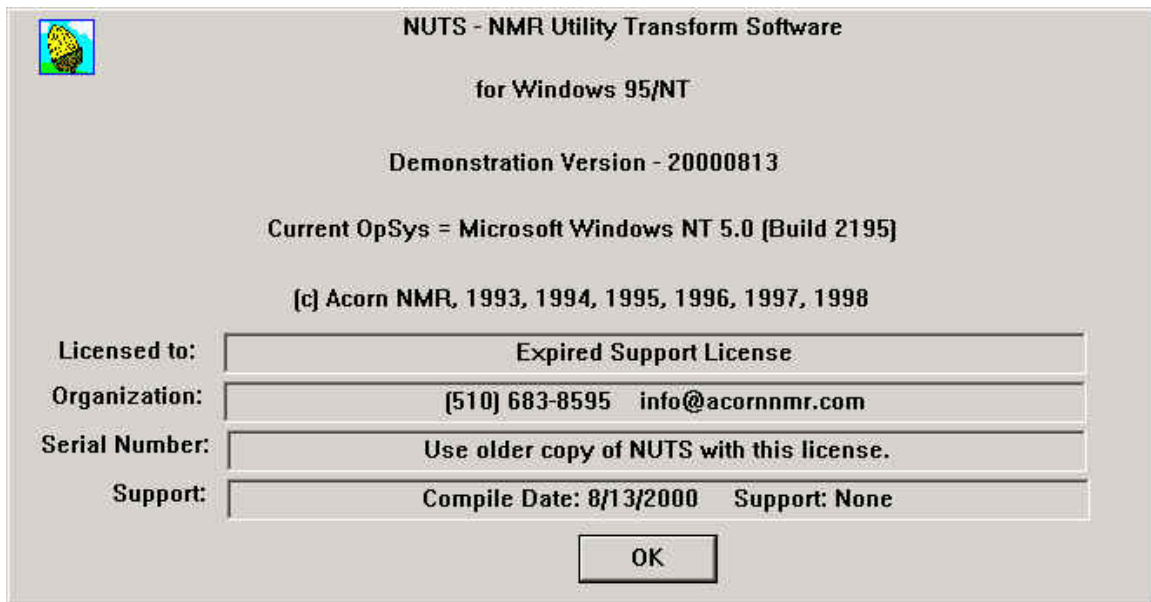 NUTS - NMR Utility Transform Software
for Windows 95/NT
Demonstration Version - 20000813
Current OpSys = Microsoft Windows NT 5.0 (Build 2195)
(c) Acorn NMR, 1993, 1994, 1995, 1996, 1997, 1998
Licensed to: Expired Support License
Organization: (510) 683-8595 info@acornnmr.com
Serial Number: Use older copy of NUTS with this license.
Support: Compile Date: 8/13/2000 Support: None
OK